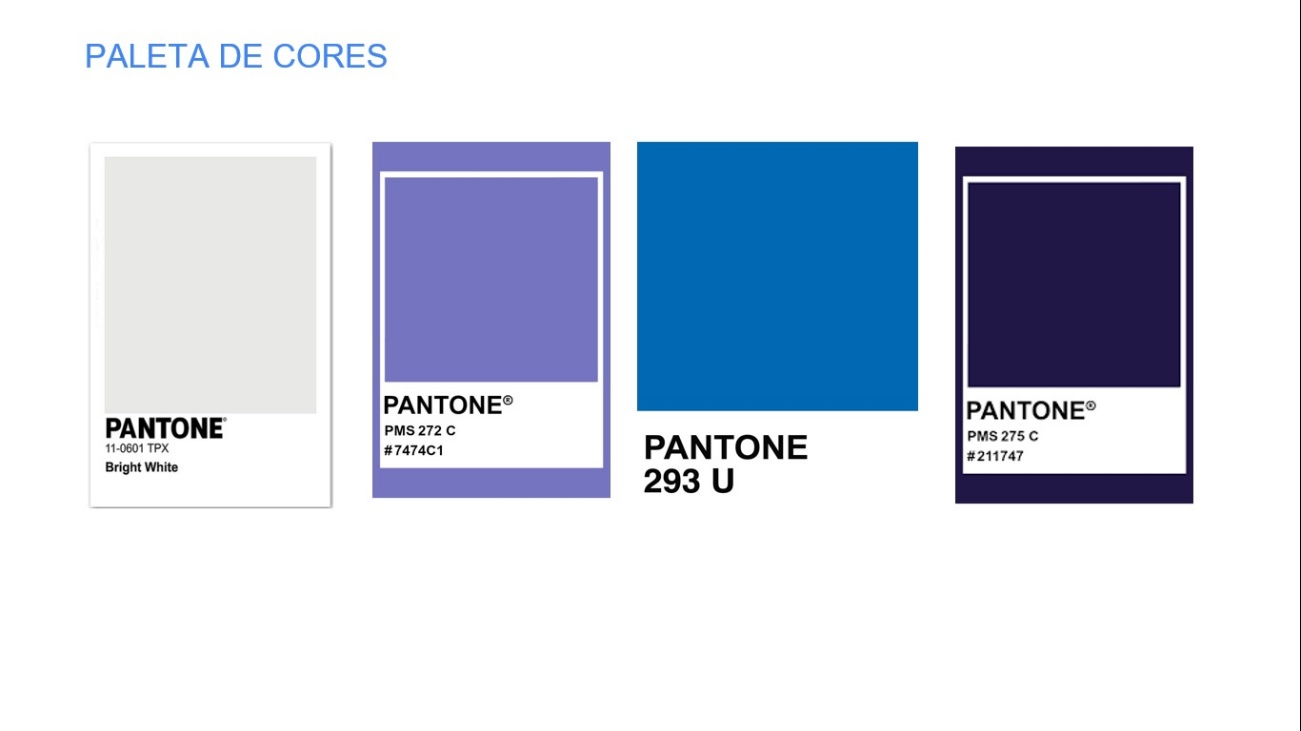 PALETA DE CORES
PANTONE®
11-0601 TPX
Bright White
PANTONE®
PMS 272 C
#7474C1
PANTONE
293 U
PANTONE®
PMS 275 C
#211747